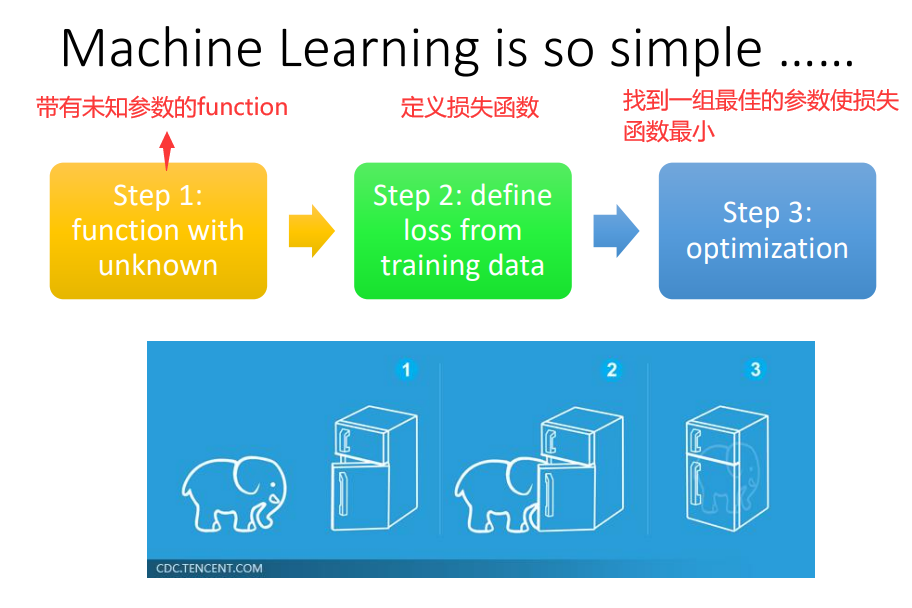 Machine Learning is so simple ……
带有未知参数的function
定义损失函数
找到一组最佳的参数使损失
函数最小
Step 1:
function with
unknown
Step 2: define
loss from
training data
Step 3:
optimization
1
2
3
CDC.TENCENT.COM